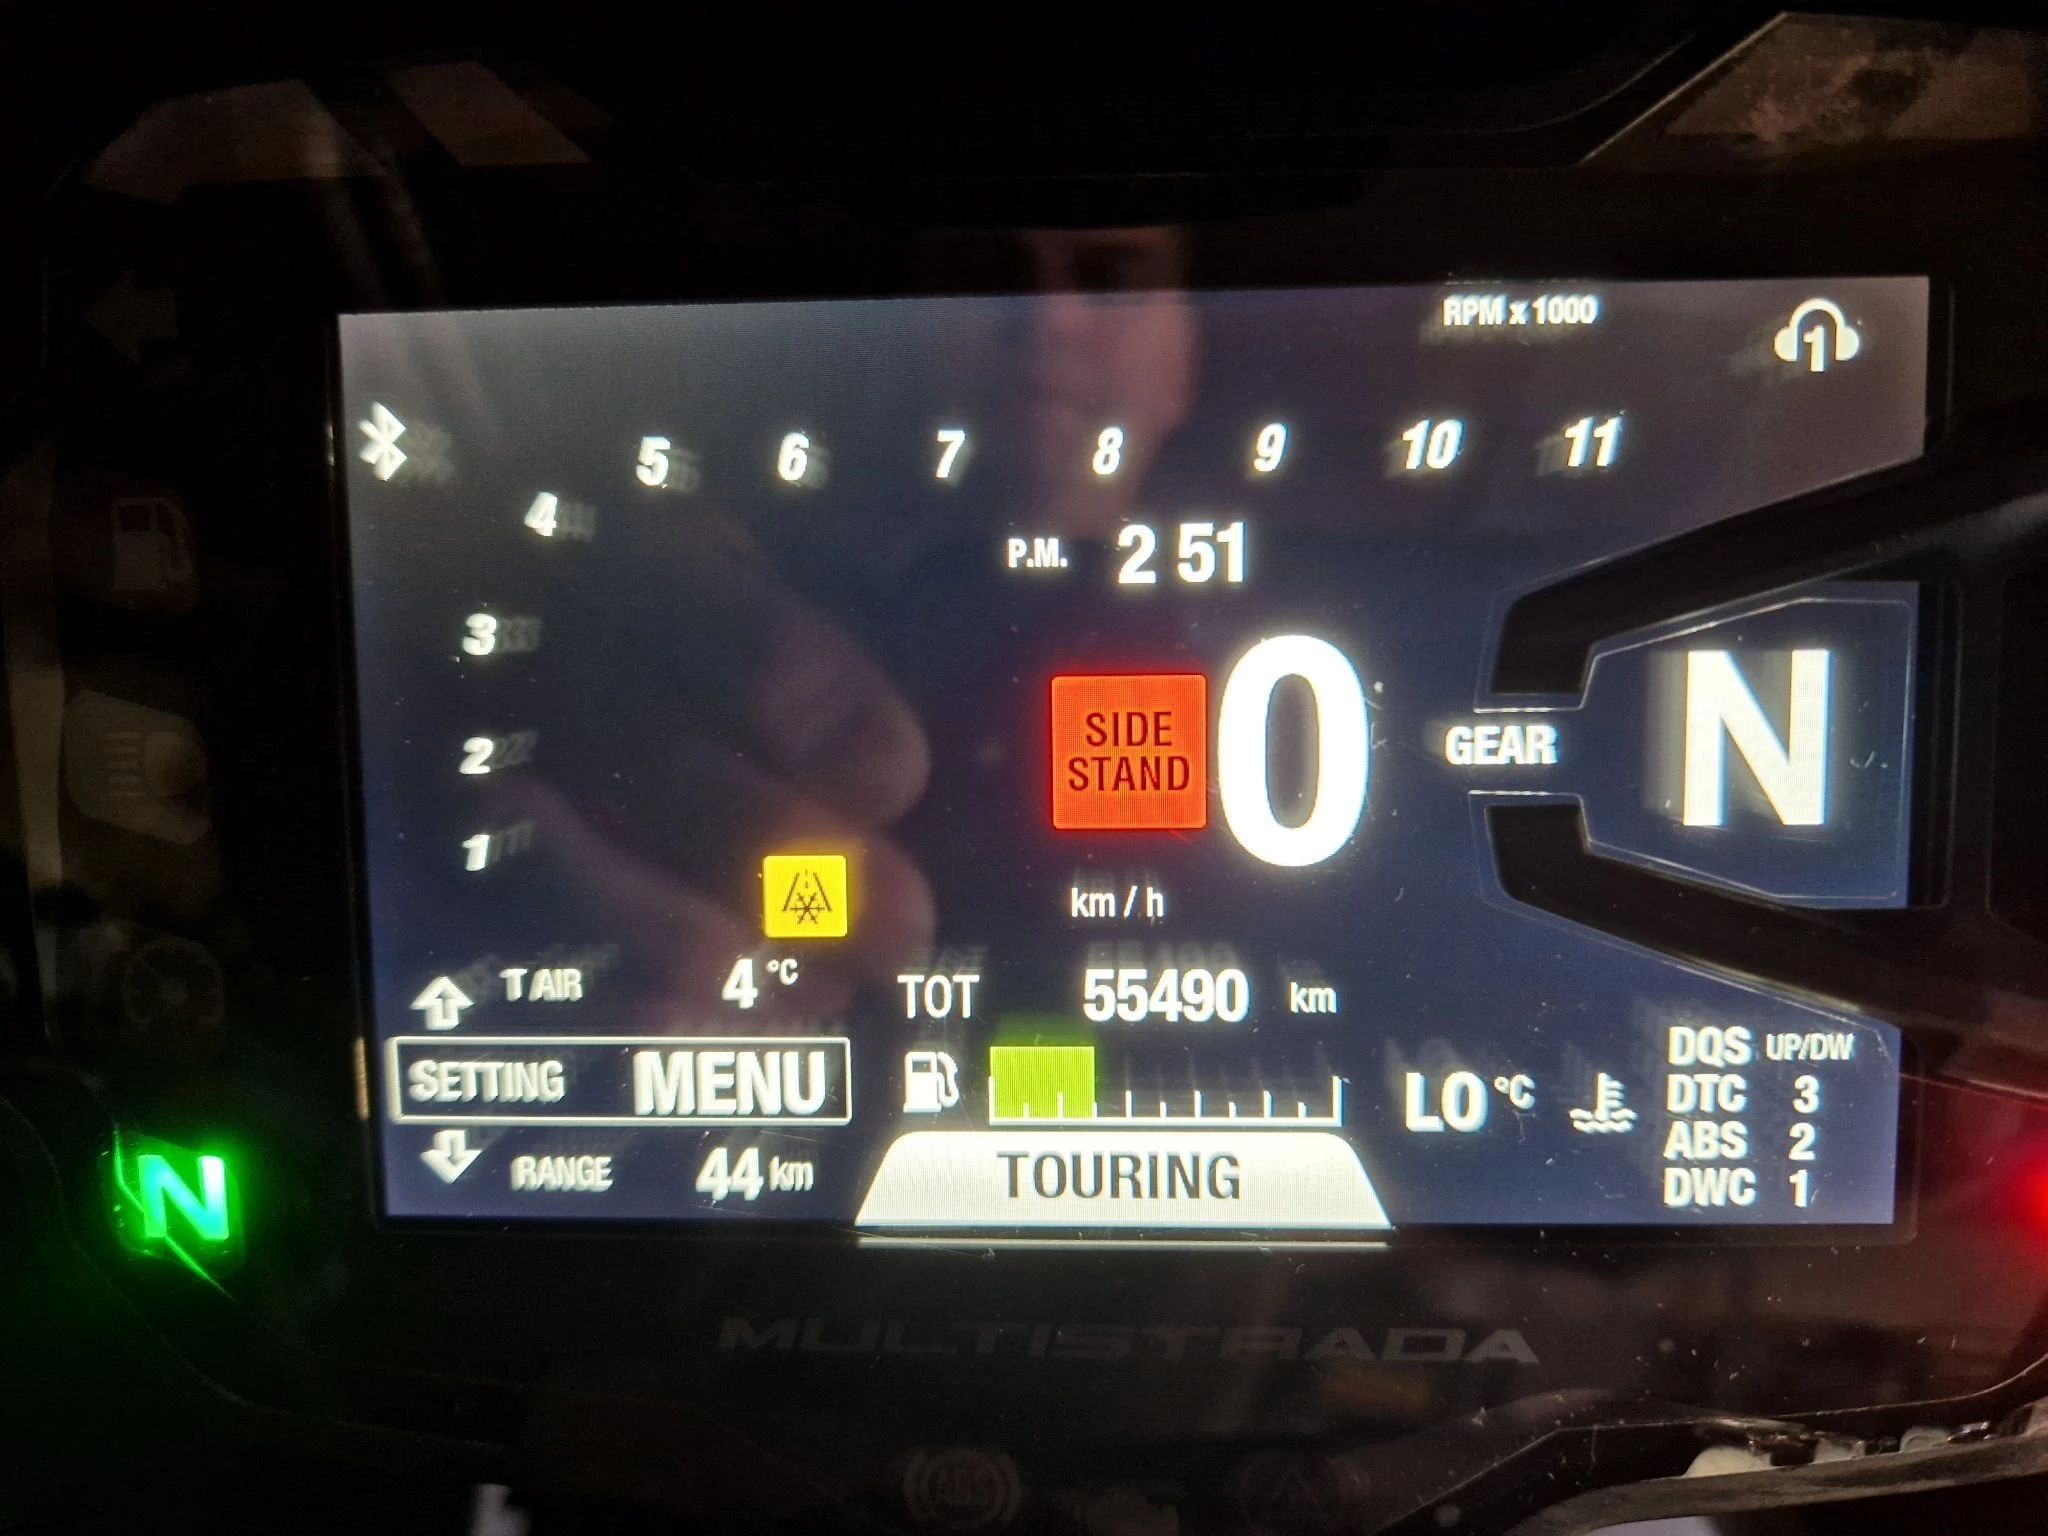 RPM x 1000
1
5 6 7 8 9 10 11
4
P.M. 2 51
3
SIDE
STAND
0
N
GEAR
2
1
km / h
T AIR 4 °C
TOT 55490 km
SETTING MENU
LO °C
DQS UP/DW
DTC 3
ABS 2
DWC 1
RANGE 44 km
TOURING
N
MULTISTRADA
ABS